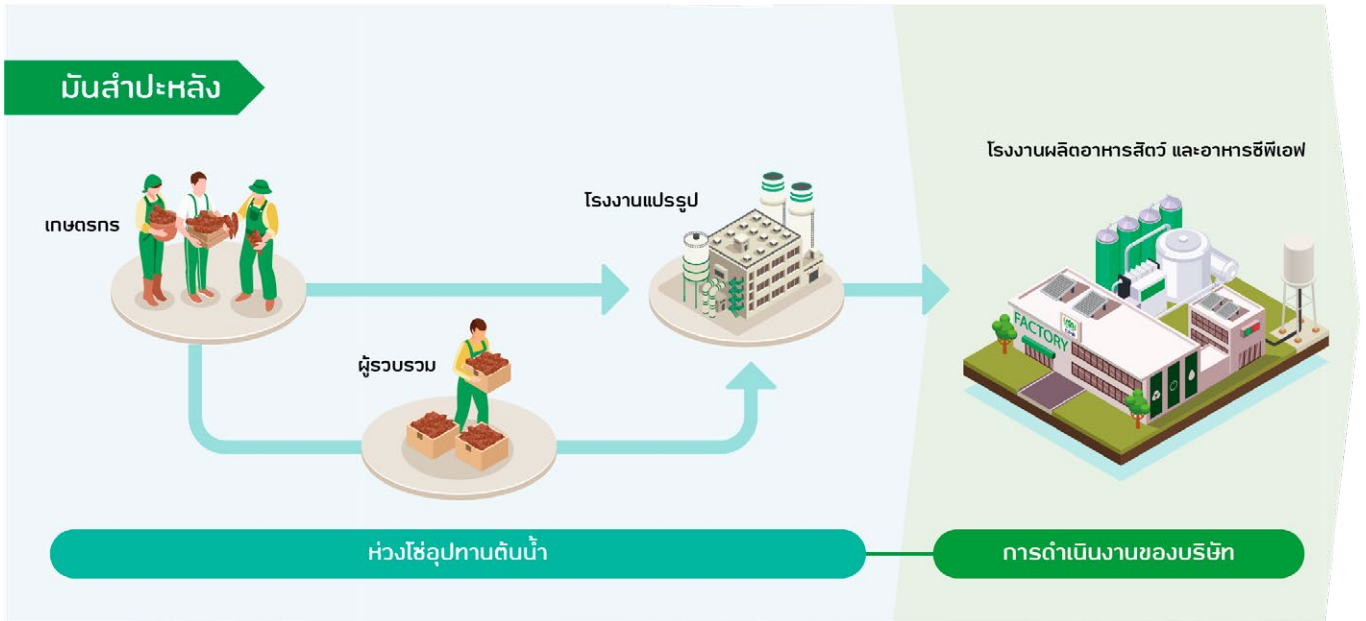 มันสำปะหลัง
โรงงานผลิตอาหารสัตว์ และอาหารซีพีเอฟ
เกษตรกร
โรงงานแปรรูป
ผู้รวบรวม
FACTORY
ห่วงโซ่อุปทานต้นน้ำ
การดำเนินงานของบริษัท